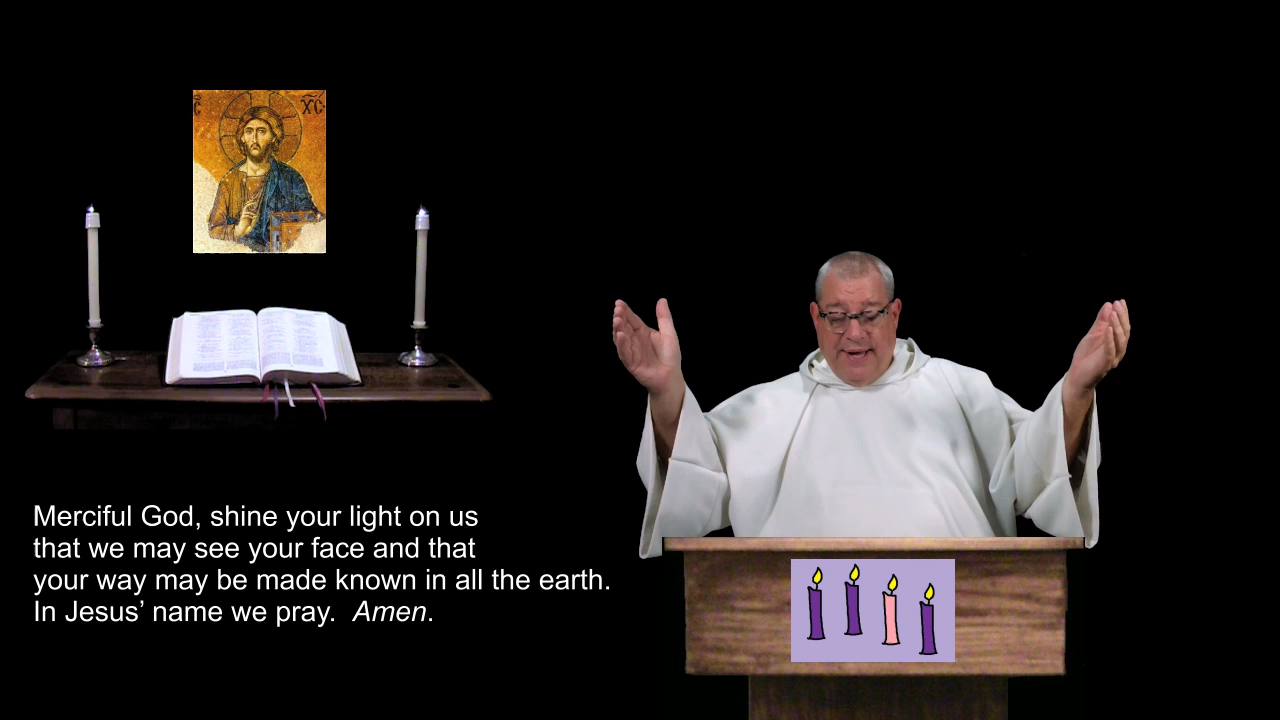 ΧC
Merciful God, shine your light on us
that we may see your face and that
your way may be made known in all the earth.
In Jesus’ name we pray. Amen.